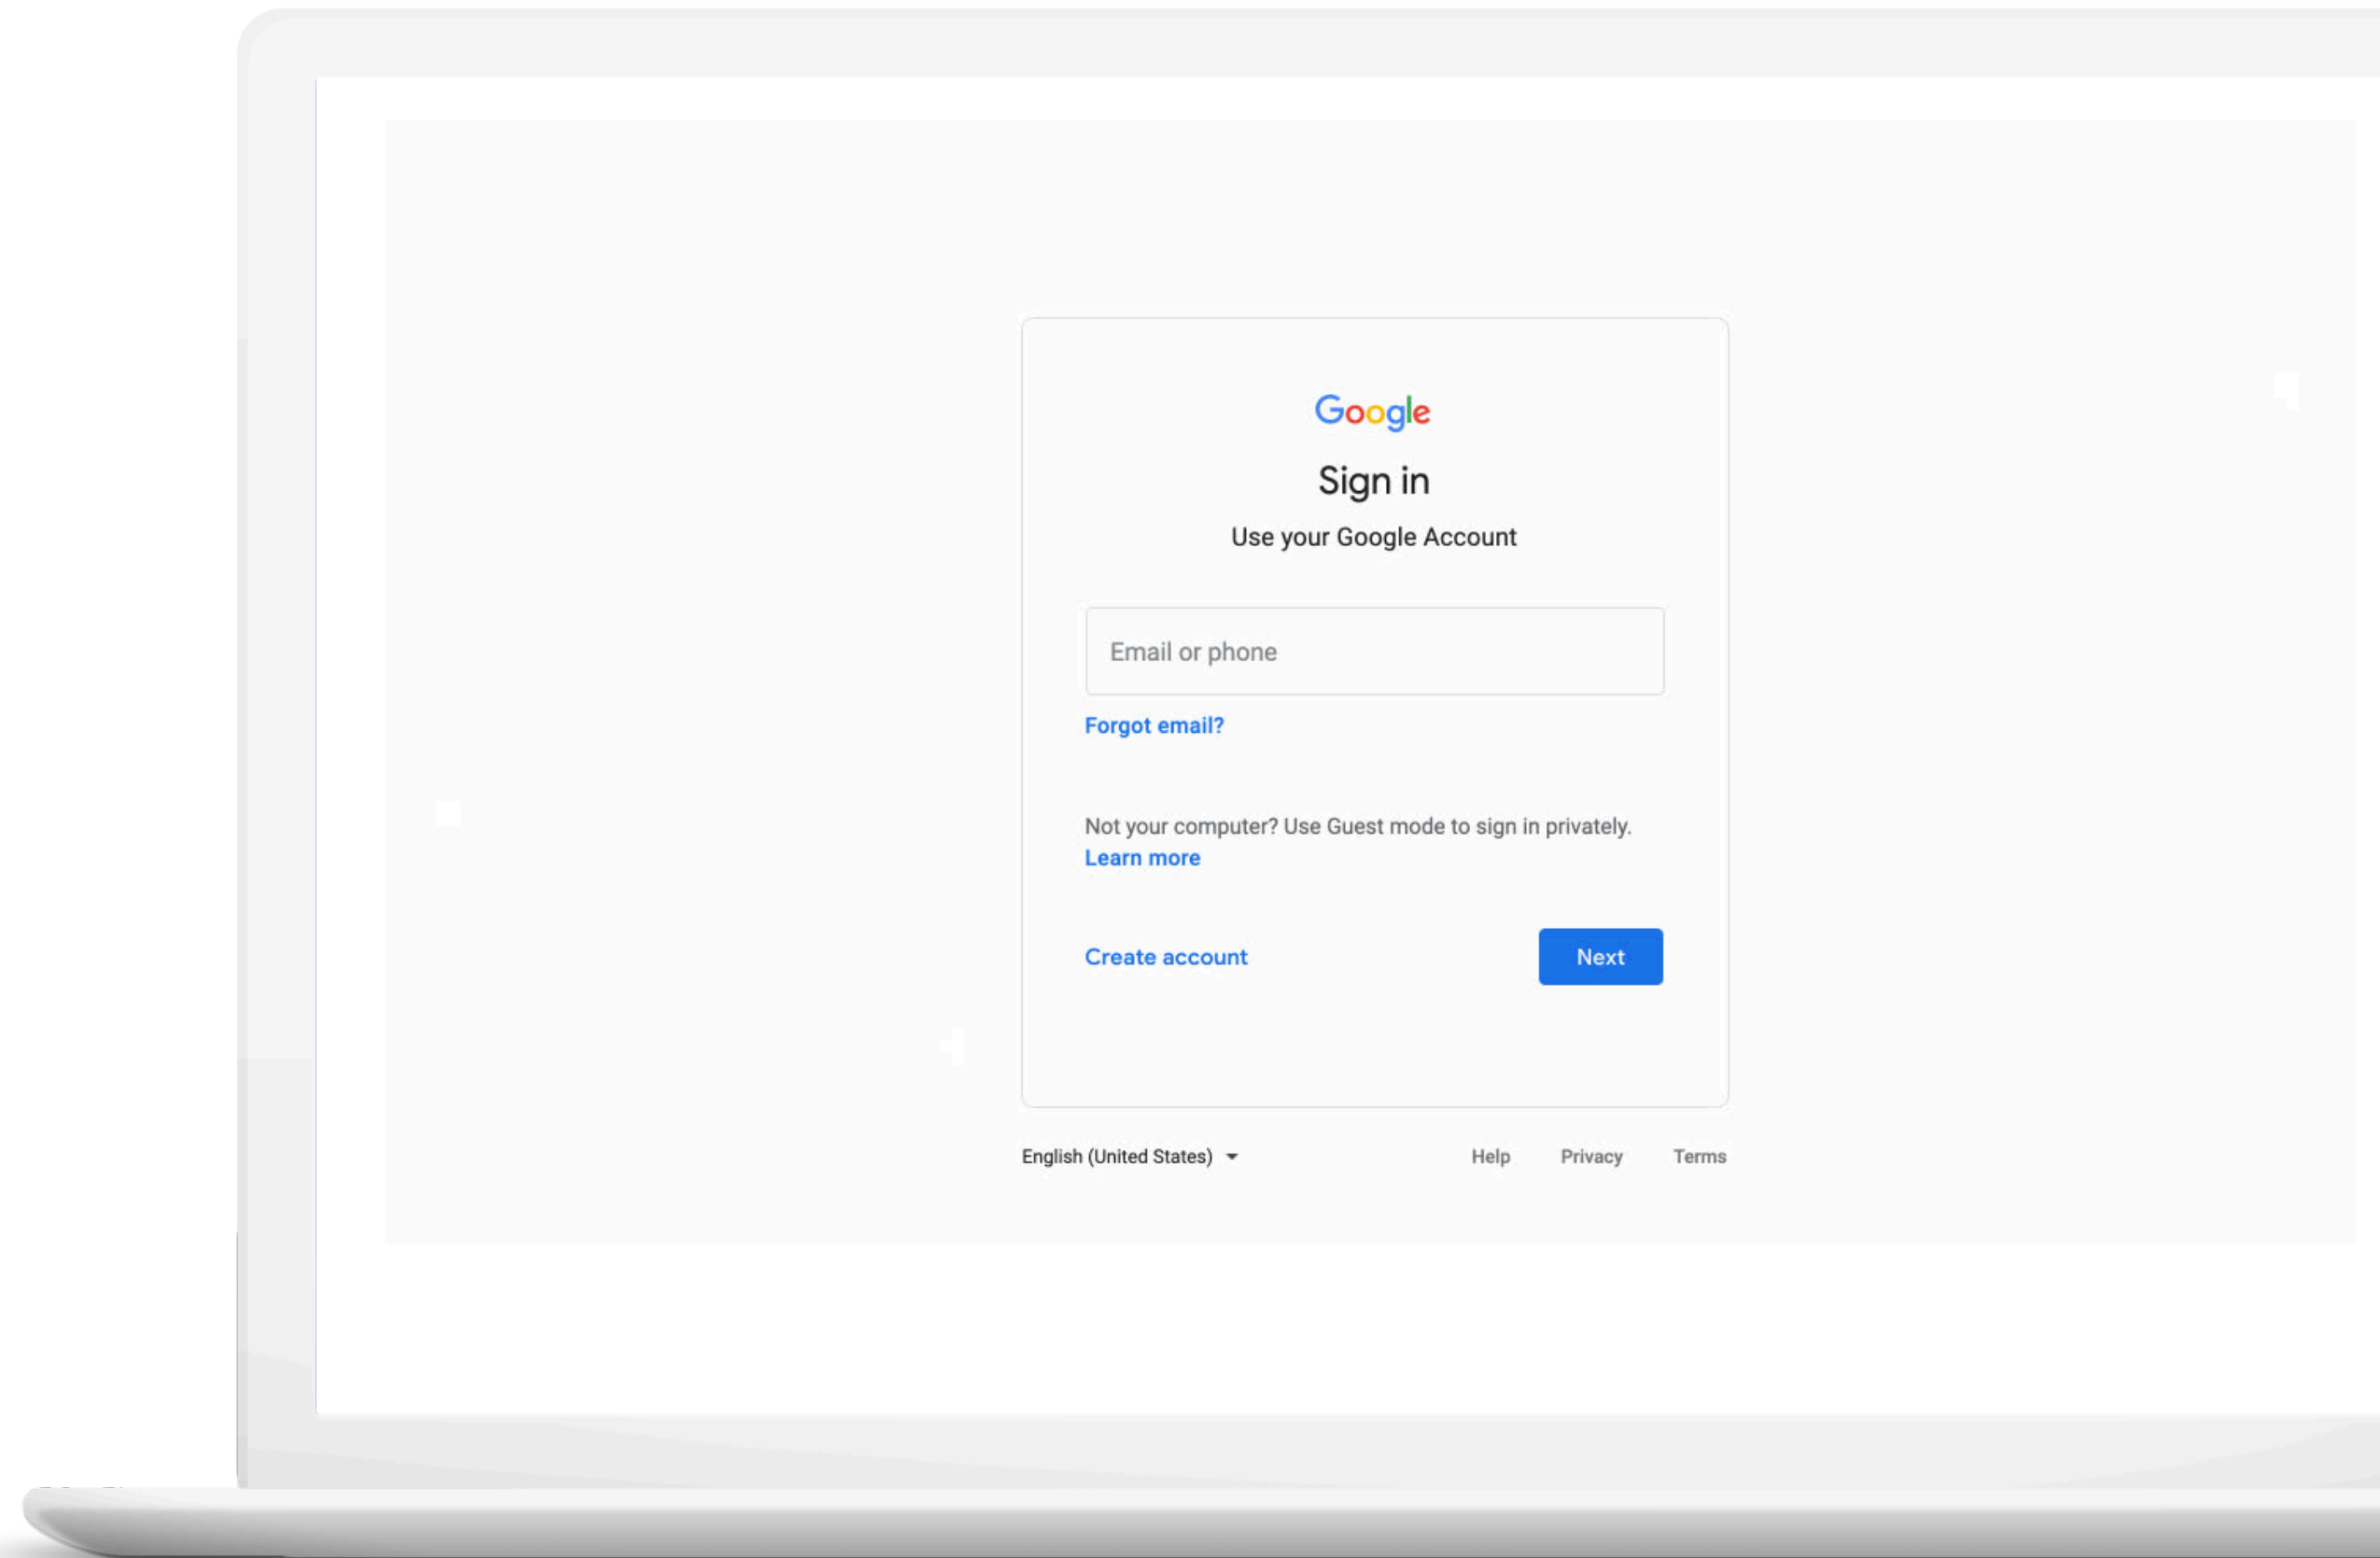 Google
Sign in
Use your Google Account
Email or phone
Forgot email?
Not your computer? Use Guest mode to sign in privately.
Learn more
Create account
Next
English (United States)
Help Privacy Terms